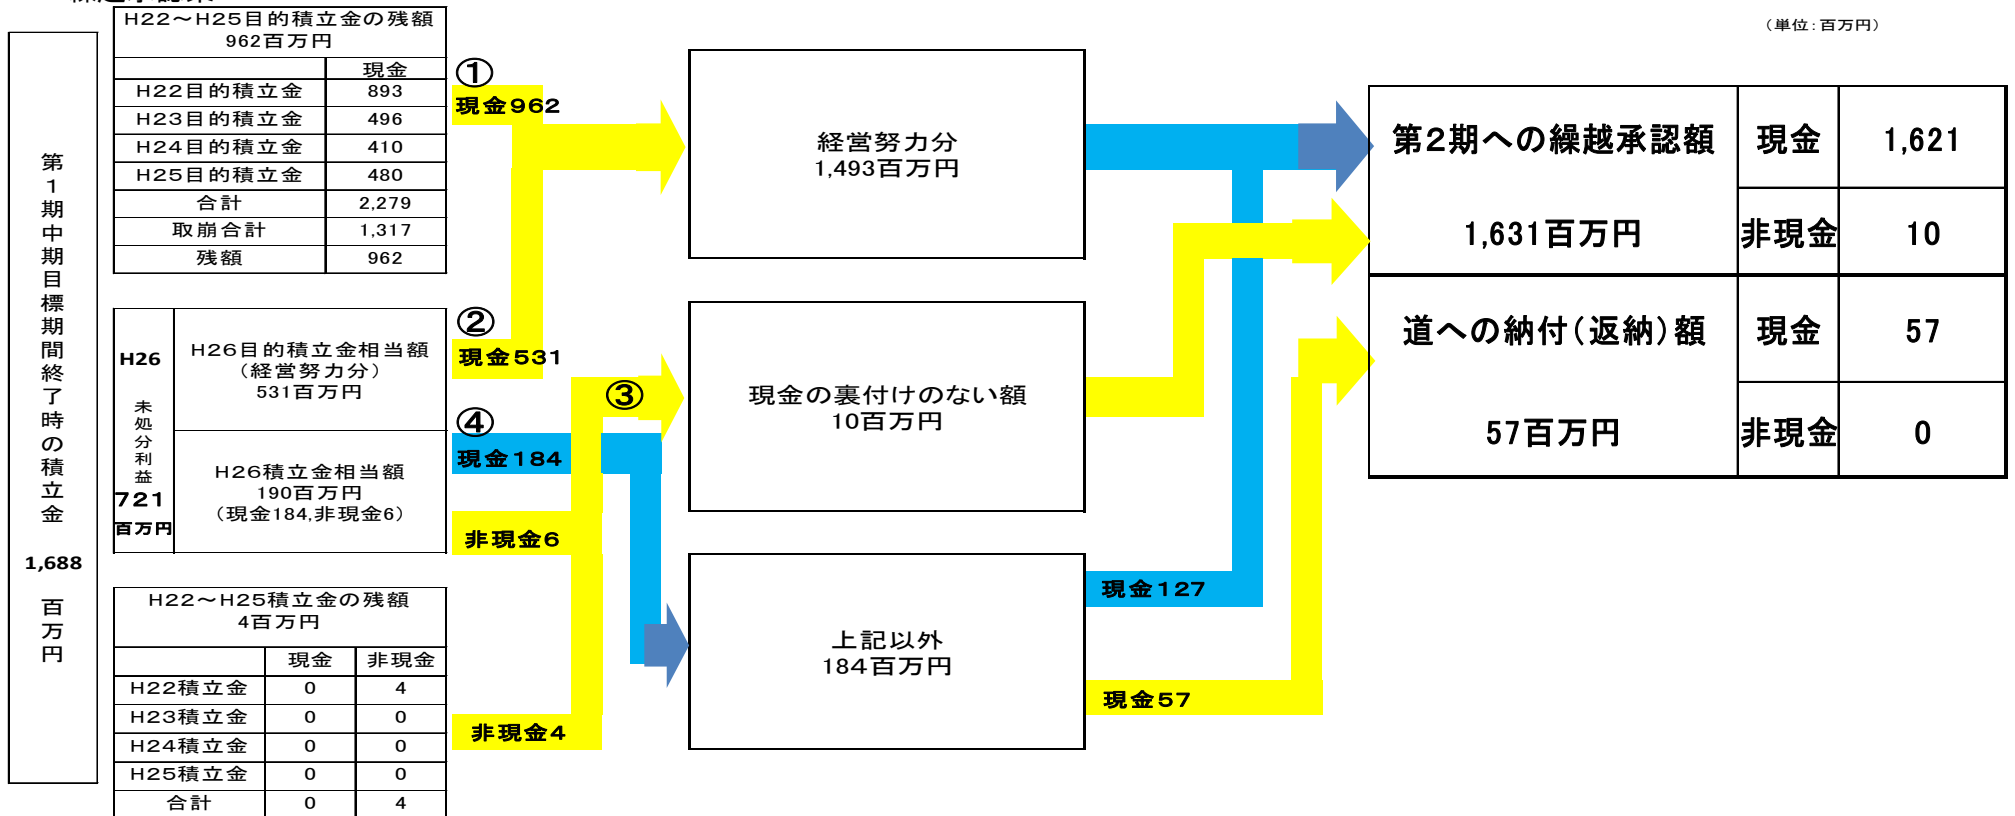 （単位：百万円）
第1期中期目標期間終了時の積立金 1,688 百万円
H22～H25目的積立金の残額
962百万円
現金
H22目的積立金 893
H23目的積立金 496
H24目的積立金 410
H25目的積立金 480
合計 2,279
取崩合計 1,317
残額 962
H26
未処分利益
721
百万円
H26目的積立金相当額
（経営努力分）
531百万円
H26積立金相当額
190百万円
（現金184,非現金6）
H22～H25積立金の残額
4百万円
現金 非現金
H22積立金 0 4
H23積立金 0 0
H24積立金 0 0
H25積立金 0 0
合計 0 4
①
現金962
②
現金531
③
④
現金184
非現金6
非現金4
経営努力分
1,493百万円
現金の裏付けのない額
10百万円
上記以外
184百万円
現金127
現金57
第2期への繰越承認額 現金 1,621
1,631百万円 非現金 10
道への納付（返納）額 現金 57
57百万円 非現金 0